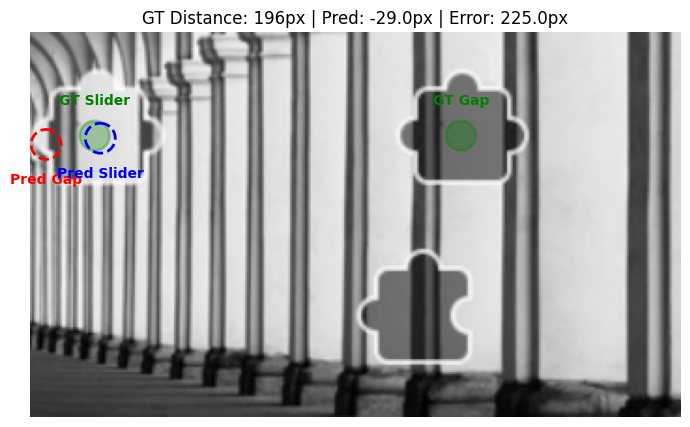 GT Distance: 196px | Pred: -29.0px | Error: 225.0px
GT Slider
GT Gap
Pred Gap
Pred Slider